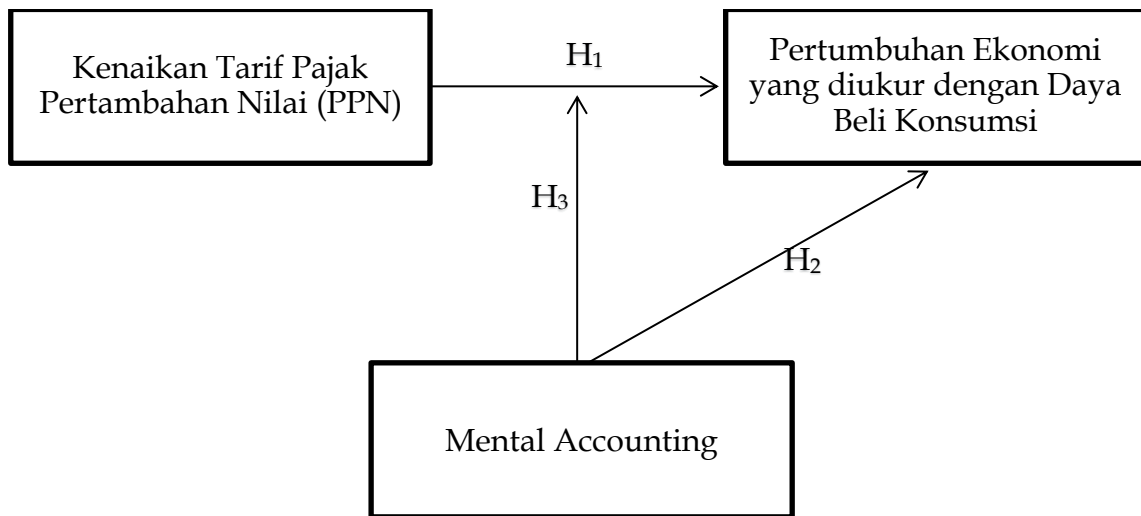 Kenaikan Tarif Pajak
Pertambahan Nilai (PPN)
H₁
Pertumbuhan Ekonomi
yang diukur dengan Daya
Beli Konsumsi
H₃
H₂
Mental Accounting